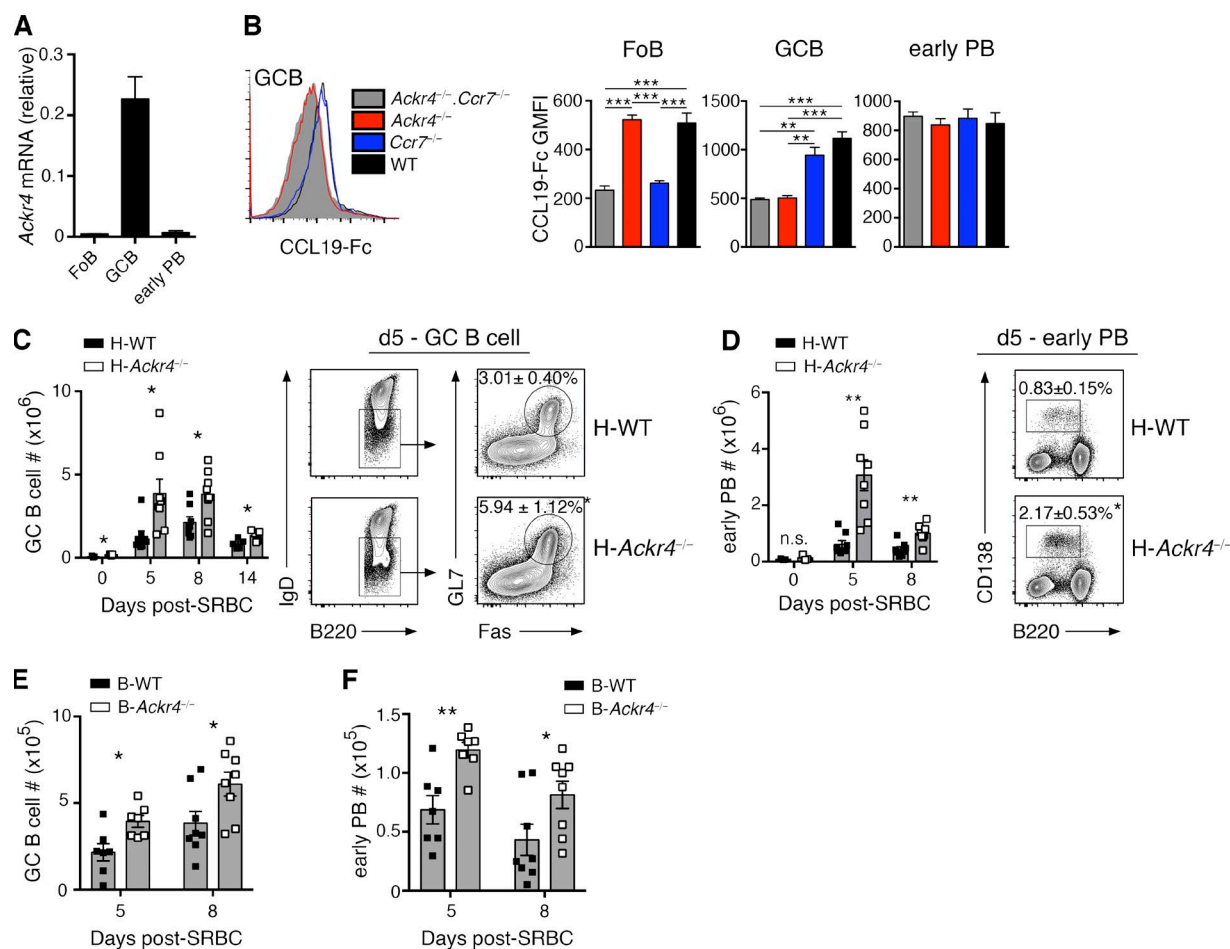 A
Ackr4 mRNA (relative)
0.3
0.2
0.1
0
FoB
GCB
early PB
B
GCB
Ackr4⁻/⁻.Ccr7⁻/⁻
Ackr4⁻/⁻
Ccr7⁻/⁻
WT
CCL19-Fc
CCL19-Fc GMFI
FoB
600
400
200
0
***
***
***
***
GCB
1500
1000
500
0
***
***
**
**
early PB
1000
800
600
400
200
0
C
H-WT
H-Ackr4⁻/⁻
GC B cell # (x10⁶)
10
5
0
*
*
*
*
0
5
8
14
Days post-SRBC
d5 - GC B cell
IgD
B220
GL7
Fas
3.01± 0.40%
H-WT
5.94 ± 1.12%*
H-Ackr4⁻/⁻
D
H-WT
H-Ackr4⁻/⁻
early PB # (x10⁶)
6
4
2
0
n.s.
**
**
0
5
8
Days post-SRBC
d5 - early PB
CD138
B220
0.83±0.15%
H-WT
2.17±0.53%*
H-Ackr4⁻/⁻
E
B-WT
B-Ackr4⁻/⁻
GC B cell # (x10⁵)
10
5
0
*
*
5
8
Days post-SRBC
F
B-WT
B-Ackr4⁻/⁻
early PB # (x10⁵)
1.5
1.0
0.5
0
**
*
5
8
Days post-SRBC